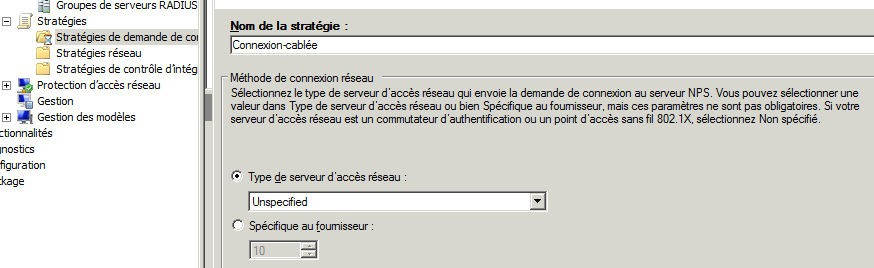 Groupes de serveurs RADIUS
Stratégies
Stratégies de demande de co
Stratégies réseau
Stratégies de contrôle d'intég
Protection d'accès réseau
Gestion
Gestion des modèles
ctionnalités
gnostics
figuration
ckage
Nom de la stratégie :
Connexion-cablée
Méthode de connexion réseau
Sélectionnez le type de serveur d'accès réseau qui envoie la demande de connexion au serveur NPS. Vous pouvez sélectionner une
valeur dans Type de serveur d'accès réseau ou bien Spécifique au fournisseur, mais ces paramètres ne sont pas obligatoires. Si votre
serveur d'accès réseau est un commutateur d'authentification ou un point d'accès sans fil 802.1X, sélectionnez Non spécifié.
Type de serveur d'accès réseau :
Unspecified
Spécifique au fournisseur :
10